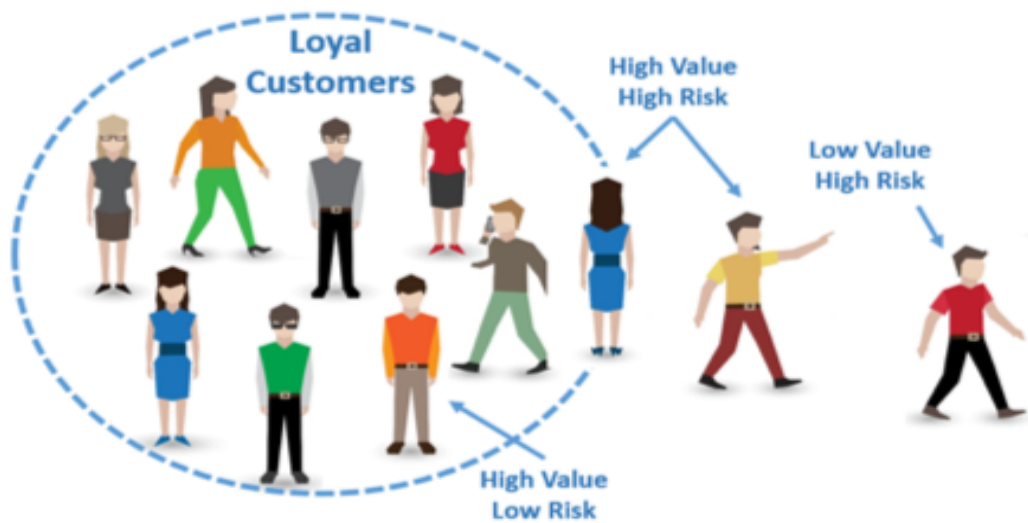 Loyal
Customers
High Value
High Risk
Low Value
High Risk
High Value
Low Risk